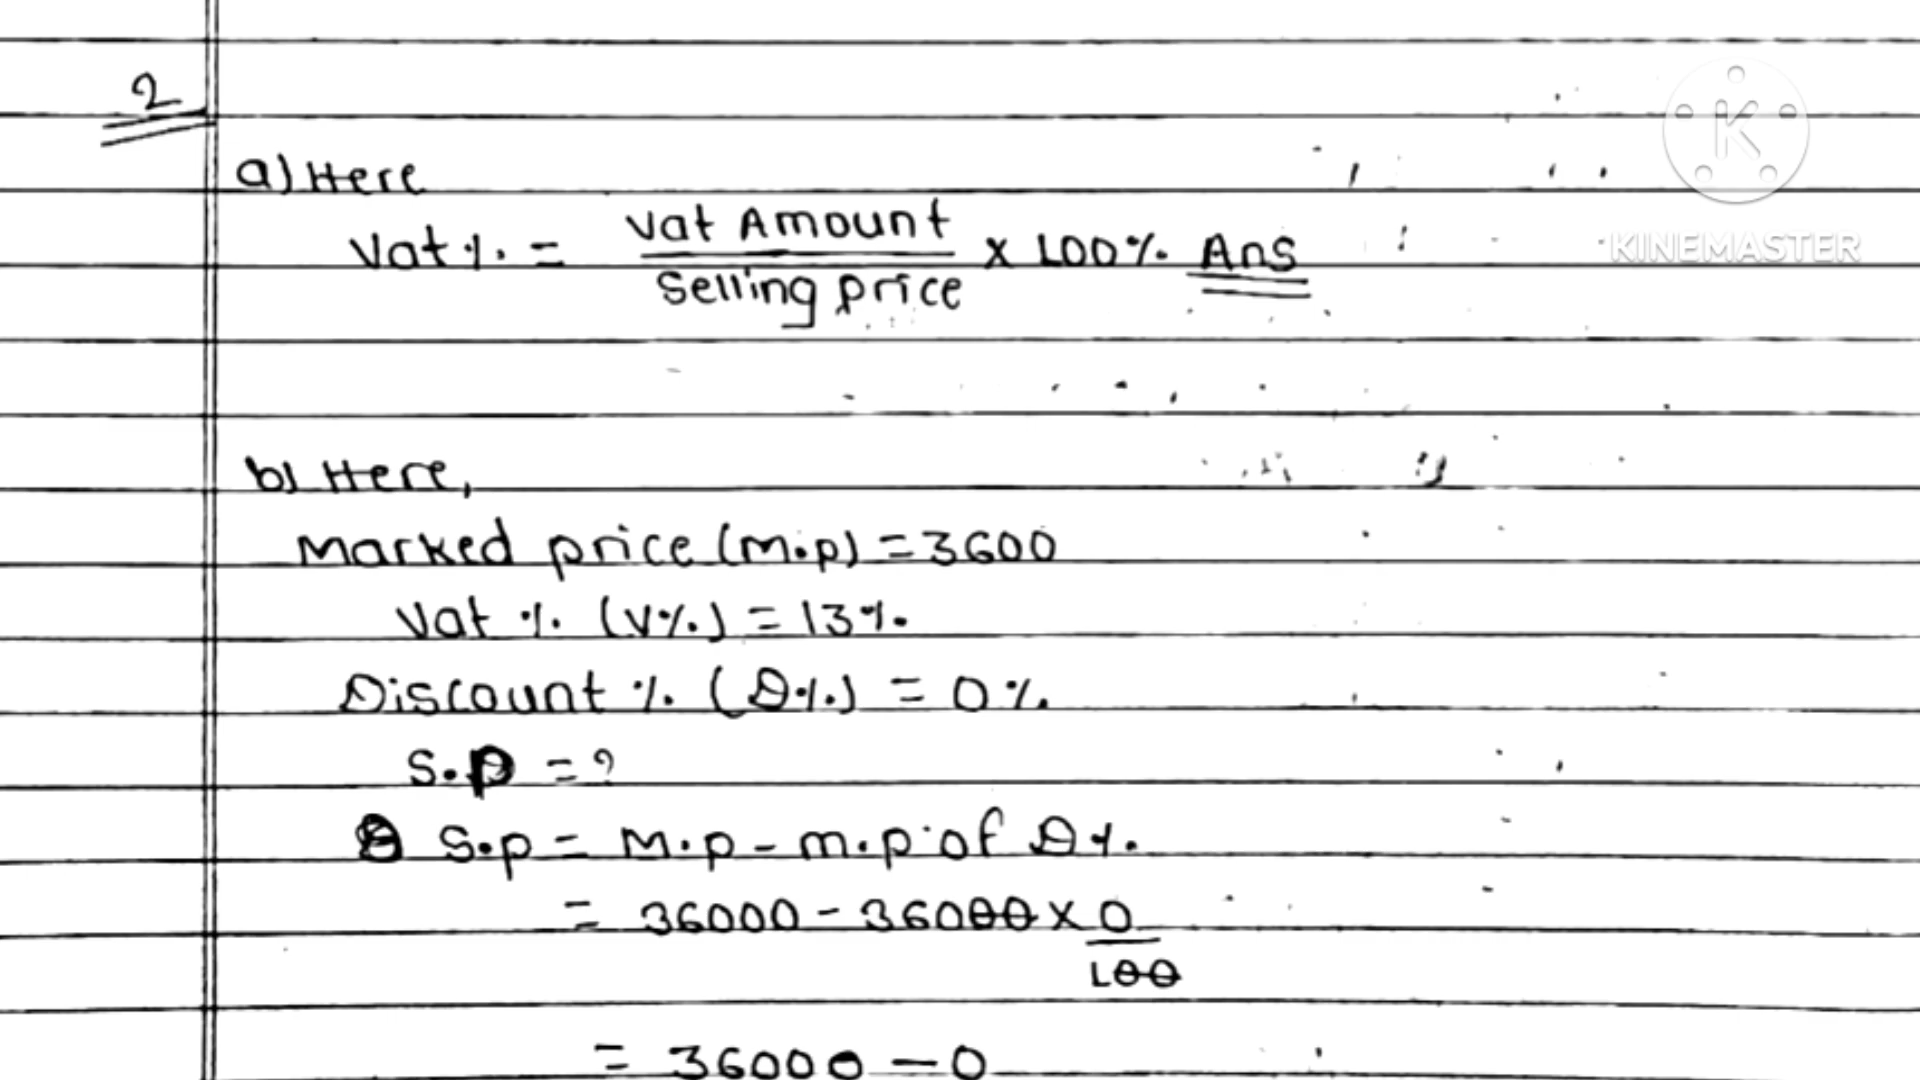 2
a) Here
Vat % = Vat Amount / Selling price × 100% Ans
b) Here,
Marked price (m.p) = 3600
Vat % (V%) = 13%
Discount % (D%) = 0%
S.p = ?
S.p = M.p - m.p of D%
= 36000 - 36000 × 0 / 100
= 36000 - 0
KINEMASTER